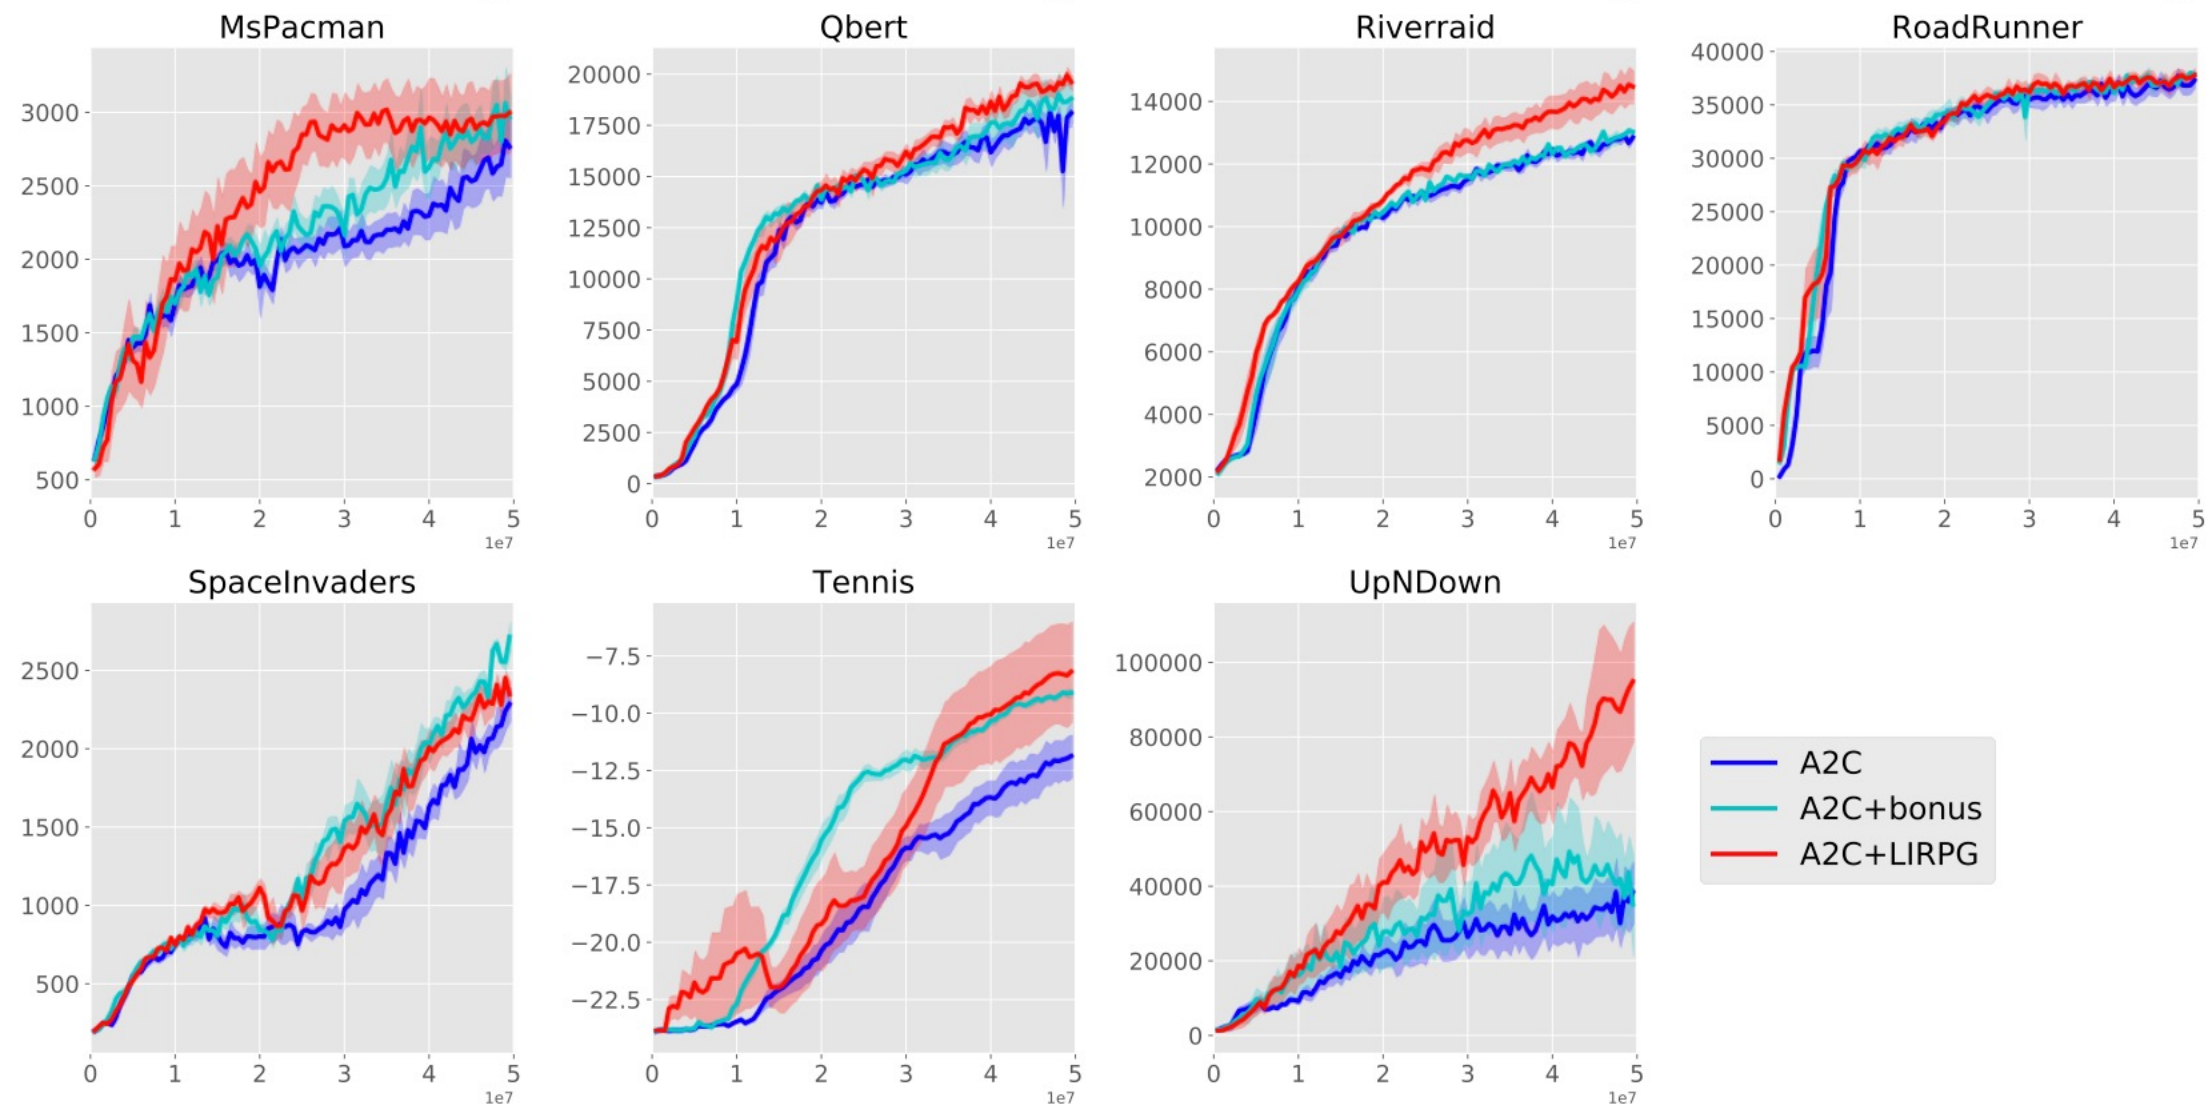 MsPacman
3000
2500
2000
1500
1000
500
0 1 2 3 4 5
1e7
Qbert
20000
17500
15000
12500
10000
7500
5000
2500
0
0 1 2 3 4 5
1e7
Riverraid
14000
12000
10000
8000
6000
4000
2000
0 1 2 3 4 5
1e7
RoadRunner
40000
35000
30000
25000
20000
15000
10000
5000
0
0 1 2 3 4 5
1e7
SpaceInvaders
2500
2000
1500
1000
500
0 1 2 3 4 5
1e7
Tennis
−7.5
−10.0
−12.5
−15.0
−17.5
−20.0
−22.5
0 1 2 3 4 5
1e7
UpNDown
100000
80000
60000
40000
20000
0
0 1 2 3 4 5
1e7
A2C
A2C+bonus
A2C+LIRPG